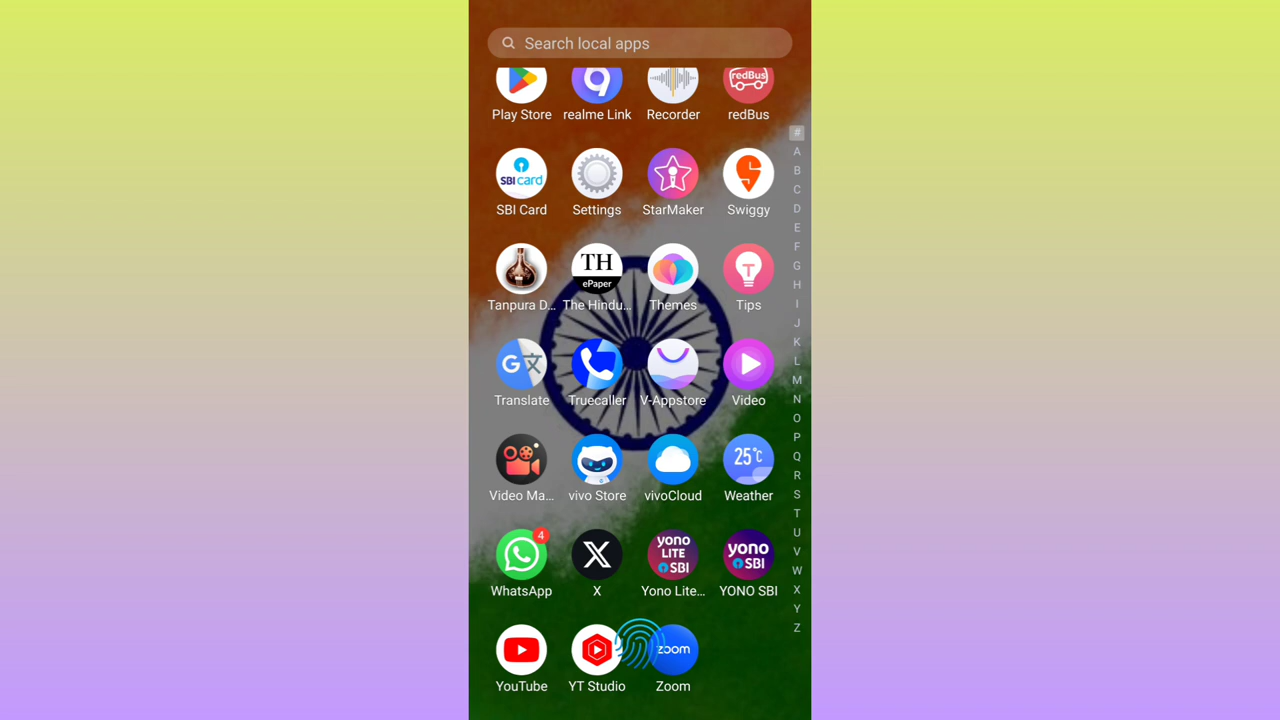 Search local apps
Play Store realme Link Recorder redBus
redBus
#
A
SBI card
SBI Card Settings StarMaker Swiggy
B
C
D
E
F
TH
ePaper
T
Tanpura D... The Hindu... Themes Tips
G
H
I
J
K
G 文
Translate Truecaller V-Appstore Video
L
M
N
O
P
25°C
Video Ma... vivo Store vivoCloud Weather
Q
R
S
T
U
4
X
yono LITE SBI
yono SBI
WhatsApp X Yono Lite... YONO SBI
V
W
X
Y
Z
zoom
YouTube YT Studio Zoom